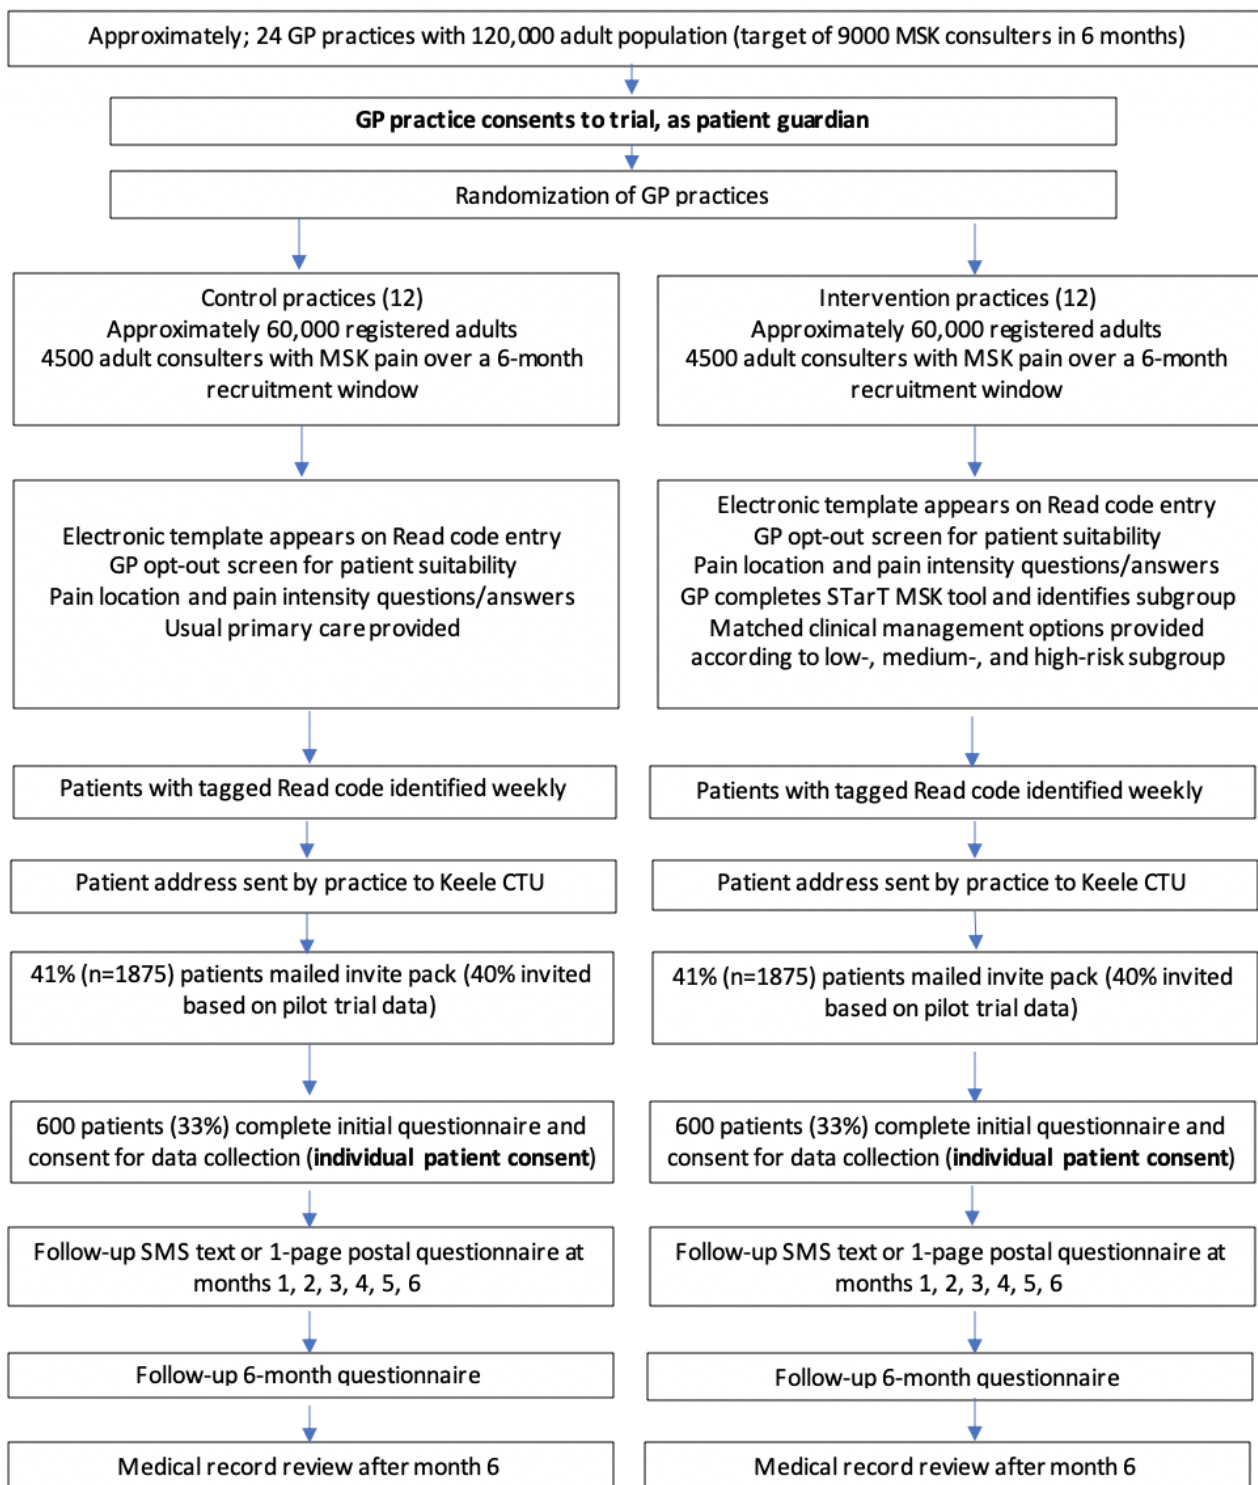 Approximately; 24 GP practices with 120,000 adult population (target of 9000 MSK consulters in 6 months)
GP practice consents to trial, as patient guardian
Randomization of GP practices
Control practices (12)
Approximately 60,000 registered adults
4500 adult consulters with MSK pain over a 6-month
recruitment window
Intervention practices (12)
Approximately 60,000 registered adults
4500 adult consulters with MSK pain over a 6-month
recruitment window
Electronic template appears on Read code entry
GP opt-out screen for patient suitability
Pain location and pain intensity questions/answers
Usual primary care provided
Electronic template appears on Read code entry
GP opt-out screen for patient suitability
Pain location and pain intensity questions/answers
GP completes STarT MSK tool and identifies subgroup
Matched clinical management options provided
according to low-, medium-, and high-risk subgroup
Patients with tagged Read code identified weekly
Patients with tagged Read code identified weekly
Patient address sent by practice to Keele CTU
Patient address sent by practice to Keele CTU
41% (n=1875) patients mailed invite pack (40% invited
based on pilot trial data)
41% (n=1875) patients mailed invite pack (40% invited
based on pilot trial data)
600 patients (33%) complete initial questionnaire and
consent for data collection (individual patient consent)
600 patients (33%) complete initial questionnaire and
consent for data collection (individual patient consent)
Follow-up SMS text or 1-page postal questionnaire at
months 1, 2, 3, 4, 5, 6
Follow-up SMS text or 1-page postal questionnaire at
months 1, 2, 3, 4, 5, 6
Follow-up 6-month questionnaire
Follow-up 6-month questionnaire
Medical record review after month 6
Medical record review after month 6